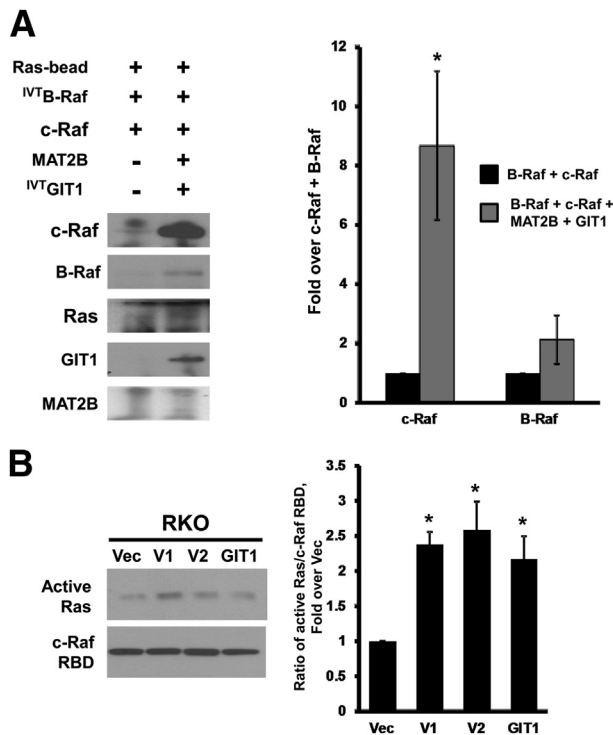 A
Ras-bead + +
IVTB-Raf + +
c-Raf + +
MAT2B - +
IVTGIT1 - +
c-Raf
B-Raf
Ras
GIT1
MAT2B
Fold over c-Raf + B-Raf
12
10
8
6
4
2
0
*
c-Raf
B-Raf
B-Raf + c-Raf
B-Raf + c-Raf +
MAT2B + GIT1
B
RKO
Vec V1 V2 GIT1
Active
Ras
c-Raf
RBD
Ratio of active Ras/c-Raf RBD,
Fold over Vec
3
2.5
2
1.5
1
0.5
0
* * *
Vec V1 V2 GIT1